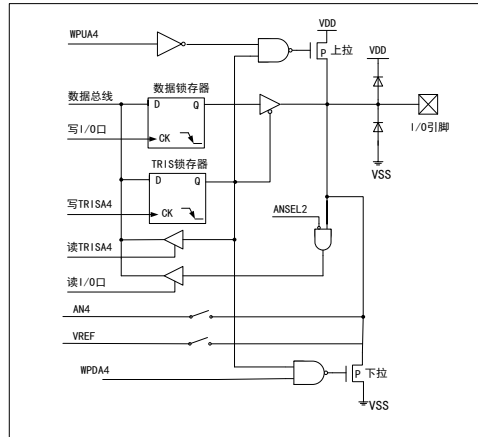 VDD
WPUA4
P 上拉
VDD
数据总线
数据锁存器
D Q
I/O引脚
写I/O口
CK
TRIS锁存器
VSS
D Q
写TRISA4
CK
ANSEL2
读TRISA4
读I/O口
AN4
VREF
P 下拉
WPDA4
VSS